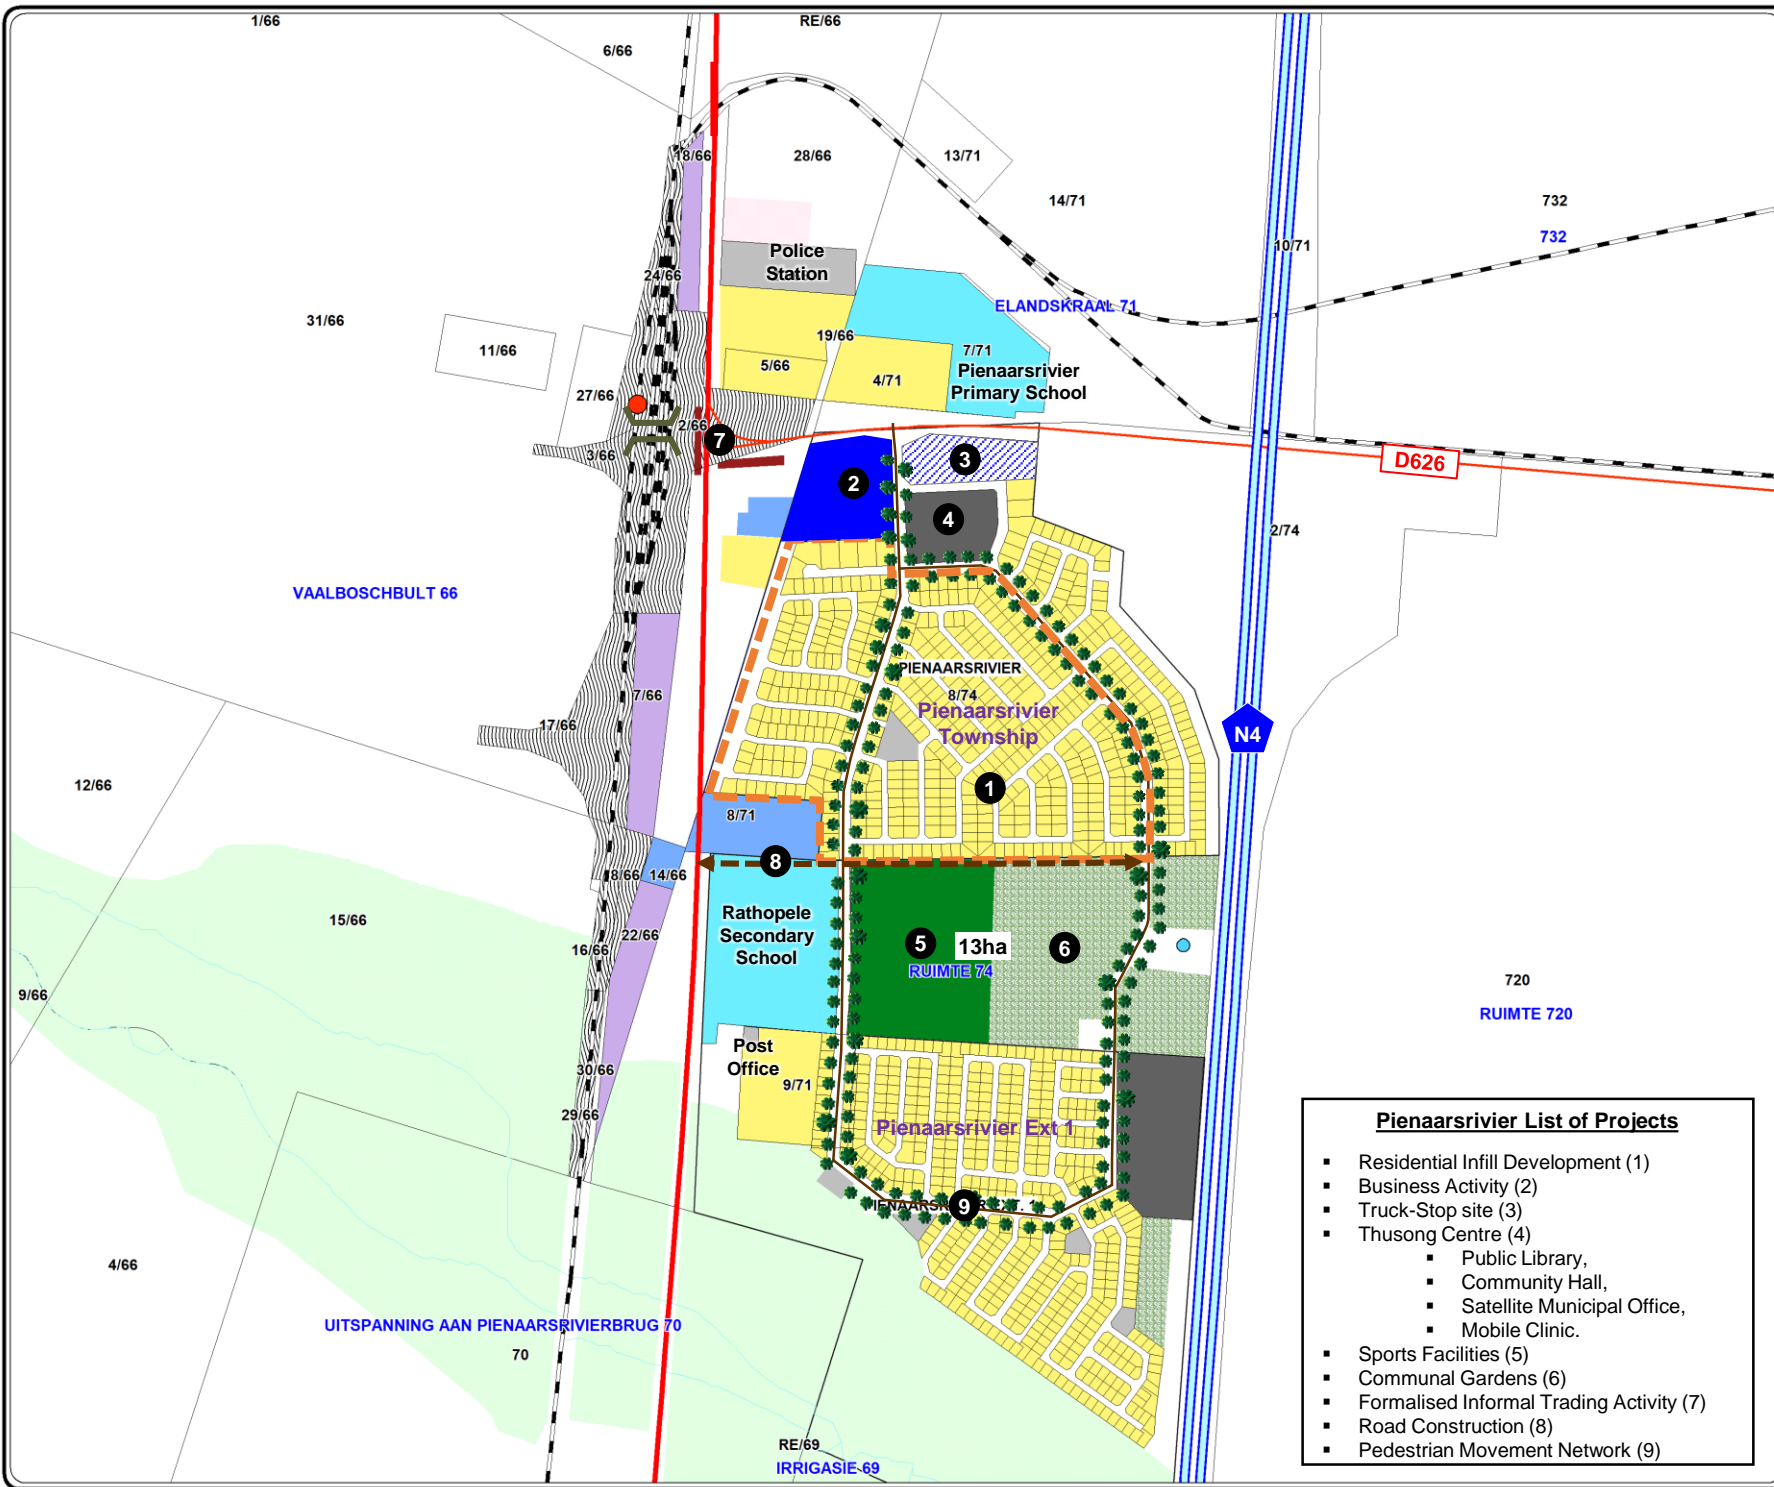 1/66
RE/66
6/66
18/66
28/66
13/71
14/71
732
732
10/71
Police
Station
24/66
ELANDSKRAAL 71
31/66
11/66
19/66
5/66
4/71
7/71
Pienaarsrivier
Primary School
27/66
2/66
7
3/66
2
3
D626
4
2/74
VAALBOSCHBULT 66
PIENAARSRIVIER
8/74
Pienaarsrivier
Township
7/66
17/66
N4
12/66
1
8/71
8
8/66
14/66
15/66
22/66
16/66
Rathopele
Secondary
School
5
13ha
6
RUIMTE 74
9/66
720
RUIMTE 720
Post
Office
9/71
30/66
29/66
Pienaarsrivier Ext 1
9
4/66
UITSPANNING AAN PIENAARSRIVIERBRUG 70
70
RE/69
IRRIGASIE 69
Pienaarsrivier List of Projects
▪ Residential Infill Development (1)
▪ Business Activity (2)
▪ Truck-Stop site (3)
▪ Thusong Centre (4)
▪ Public Library,
▪ Community Hall,
▪ Satellite Municipal Office,
▪ Mobile Clinic.
▪ Sports Facilities (5)
▪ Communal Gardens (6)
▪ Formalised Informal Trading Activity (7)
▪ Road Construction (8)
▪ Pedestrian Movement Network (9)